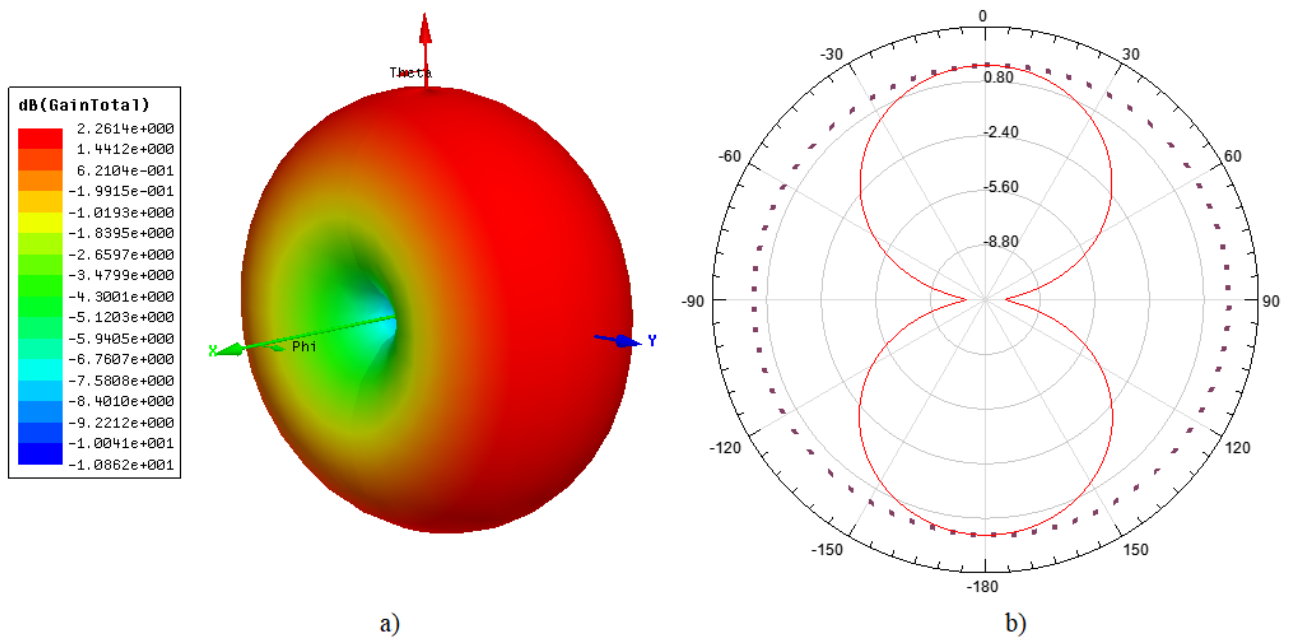 dB(GainTotal)
2.2614e+000
1.4412e+000
6.2104e-001
-1.9915e-001
-1.0193e+000
-1.8395e+000
-2.6597e+000
-3.4799e+000
-4.3001e+000
-5.1203e+000
-5.9405e+000
-6.7607e+000
-7.5808e+000
-8.4010e+000
-9.2212e+000
-1.0041e+001
-1.0862e+001
Theta
X
Phi
Y
a)
0
-30
30
0.80
-60
-2.40
60
-5.60
-8.80
-90
90
-120
120
-150
150
-180
b)